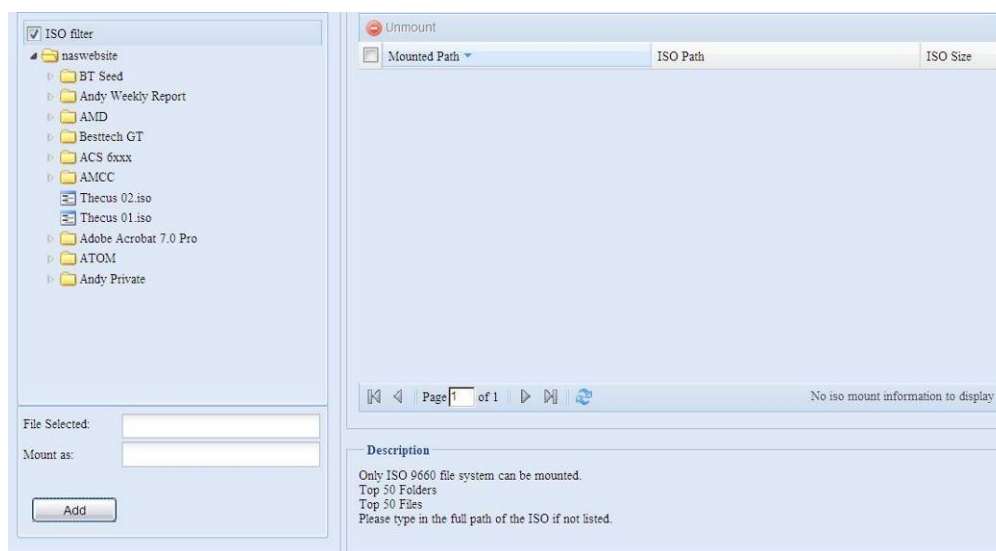 ISO filter
naswebsite
BT Seed
Andy Weekly Report
AMD
Besttech GT
ACS 6xxx
AMCC
Thecus 02.iso
Thecus 01.iso
Adobe Acrobat 7.0 Pro
ATOM
Andy Private
File Selected:
Mount as:
Add
Unmount
Mounted Path ISO Path ISO Size
Page 1 of 1 No iso mount information to display
Description
Only ISO 9660 file system can be mounted.
Top 50 Folders
Top 50 Files
Please type in the full path of the ISO if not listed.